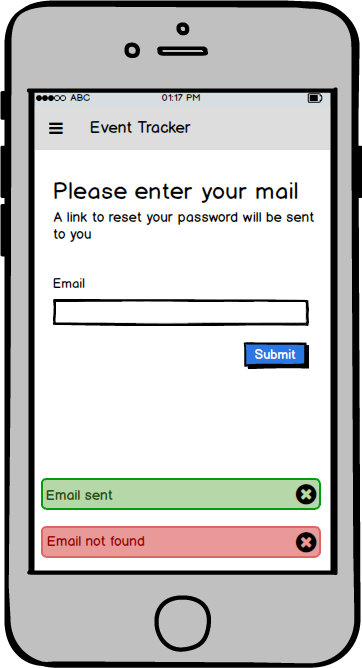 ABC 01:17 PM
Event Tracker
Please enter your mail
A link to reset your password will be sent
to you
Email
Submit
Email sent
Email not found